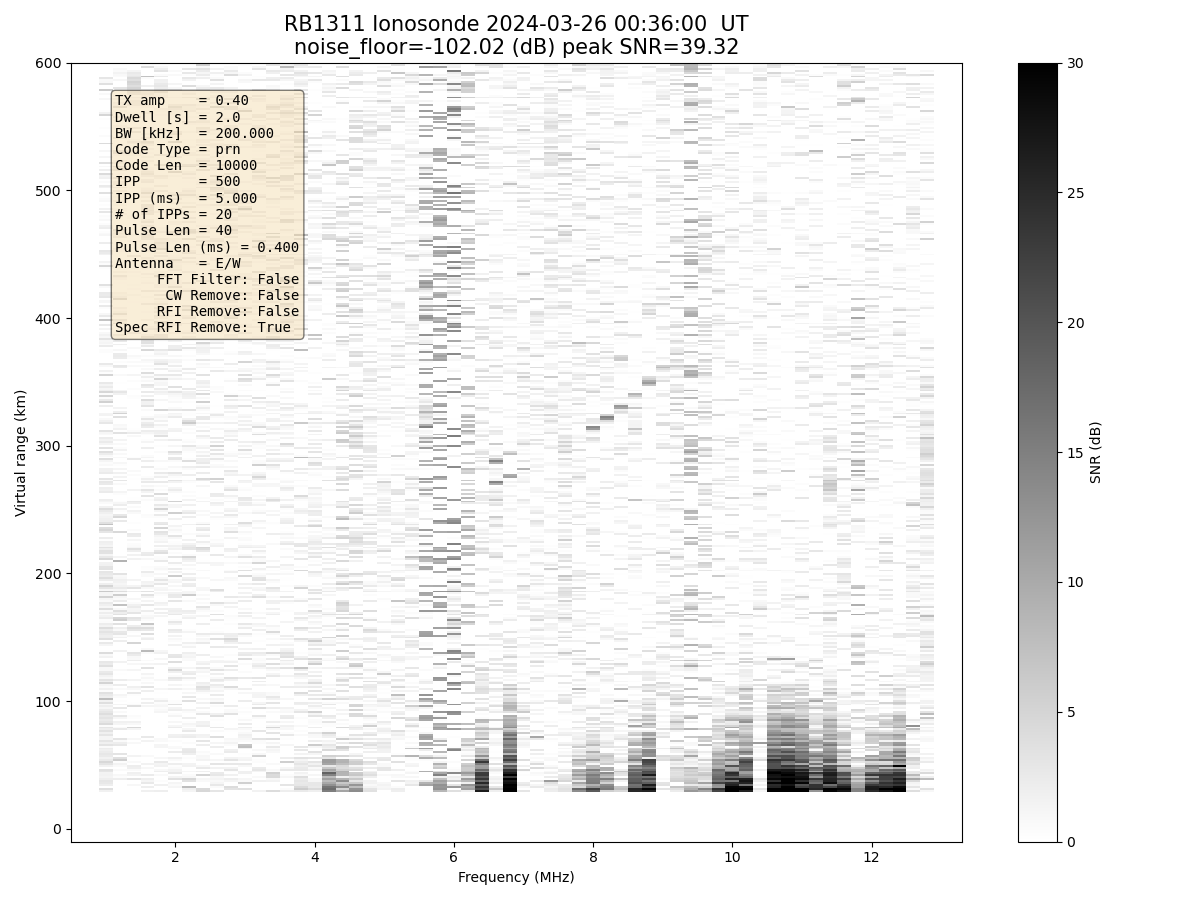 RB1311 Ionosonde 2024-03-26 00:36:00  UT
noise_floor=-102.02 (dB) peak SNR=39.32
600
500
400
300
200
100
0
Virtual range (km)
TX amp    = 0.40
Dwell [s] = 2.0
BW [kHz]  = 200.000
Code Type = prn
Code Len  = 10000
IPP       = 500
IPP (ms)  = 5.000
# of IPPs = 20
Pulse Len = 40
Pulse Len (ms) = 0.400
Antenna   = E/W
FFT Filter: False
CW Remove: False
RFI Remove: False
Spec RFI Remove: True
2 4 6 8 10 12
Frequency (MHz)
30
25
20
15
10
5
0
SNR (dB)